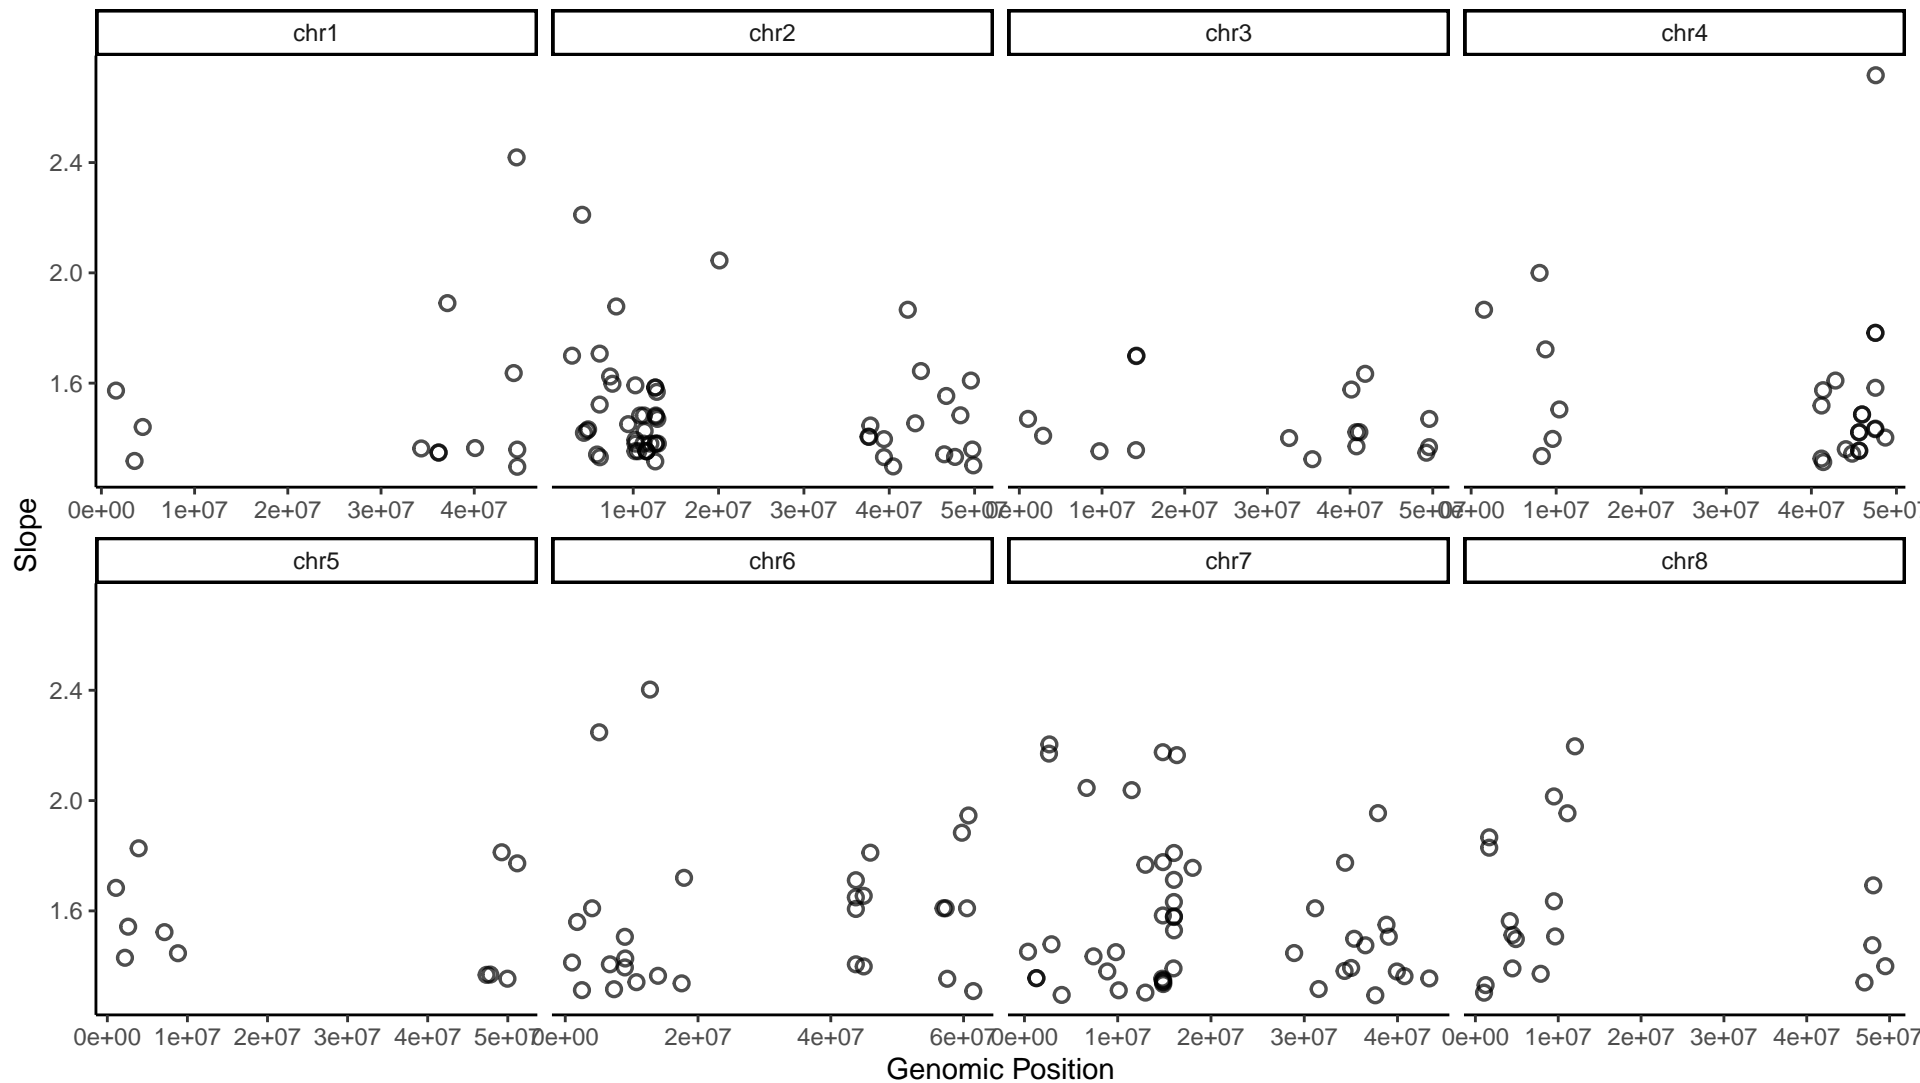 chr1 chr2 chr3 chr4
2.4
2.0
1.6
0e+00 1e+07 2e+07 3e+07 4e+07 1e+07 2e+07 3e+07 4e+07 5e+07 0e+00 1e+07 2e+07 3e+07 4e+07 5e+07 0e+00 1e+07 2e+07 3e+07 4e+07 5e+07
Slope
chr5 chr6 chr7 chr8
2.4
2.0
1.6
0e+00 1e+07 2e+07 3e+07 4e+07 5e+07 0e+00 2e+07 4e+07 6e+07 0e+00 1e+07 2e+07 3e+07 4e+07 0e+00 1e+07 2e+07 3e+07 4e+07 5e+07
Genomic Position